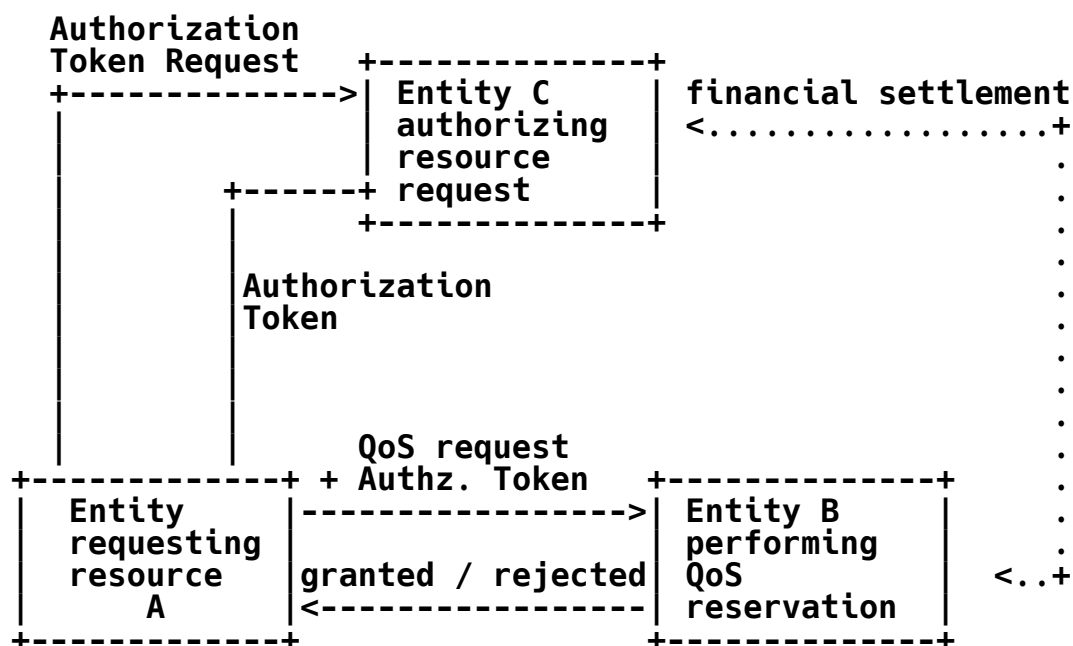 Authorization
Token Request
Entity C
authorizing
resource
request
financial settlement
Authorization
Token
QoS request
+ Authz. Token
Entity
requesting
resource
A
granted / rejected
Entity B
performing
QoS
reservation